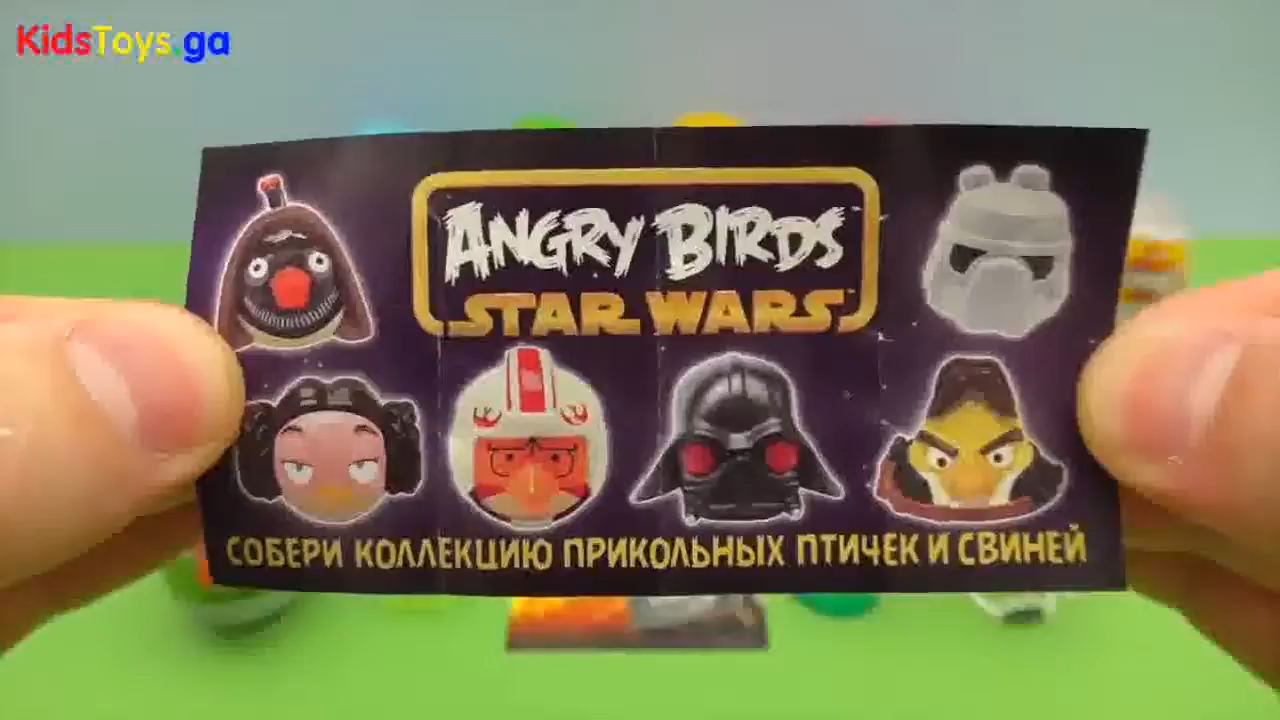 KidsToys.ga
ANGRY BIRDS
STAR WARS
СОБЕРИ КОЛЛЕКЦИЮ ПРИКОЛЬНЫХ ПТИЧЕК И СВИНЕЙ